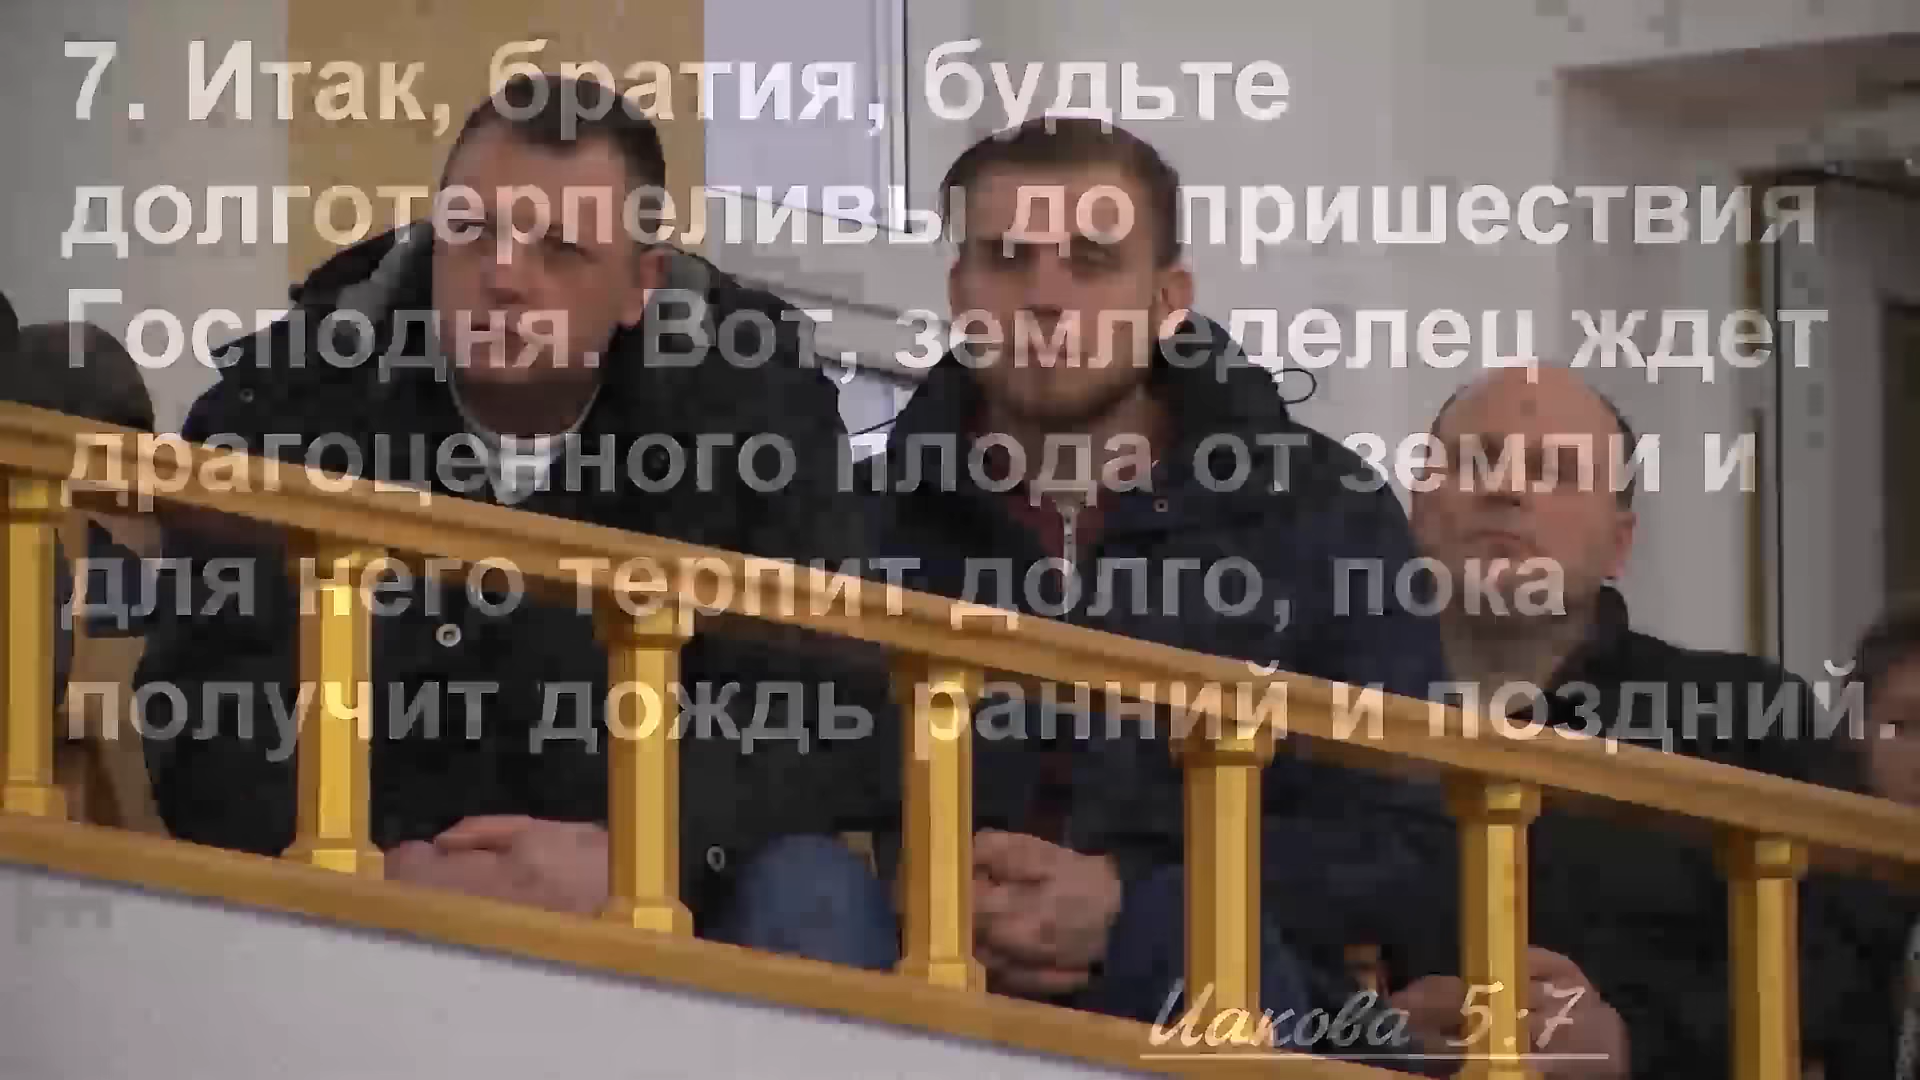 7. Итак, братия, будьте
долготерпеливы до пришествия
Господня. Вот, земледелец ждет
драгоценного плода от земли и
для него терпит долго, пока
получит дождь ранний и поздний.
Иакова 5:7